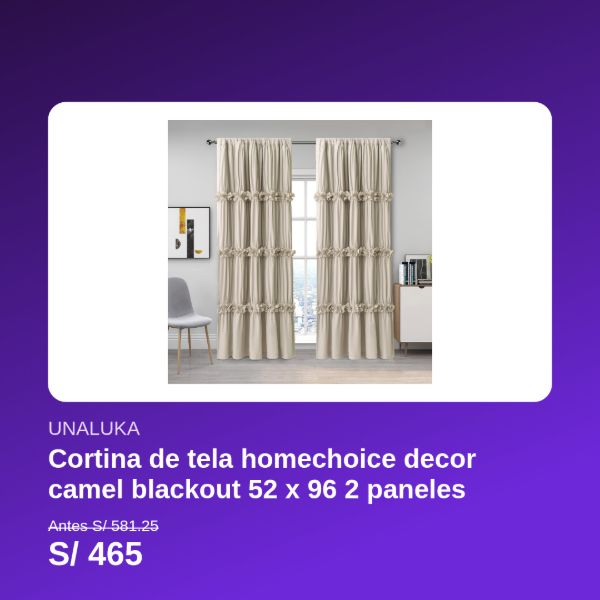 UNALUKA
Cortina de tela homechoice decor
camel blackout 52 x 96 2 paneles
Antes S/ 581.25
S/ 465